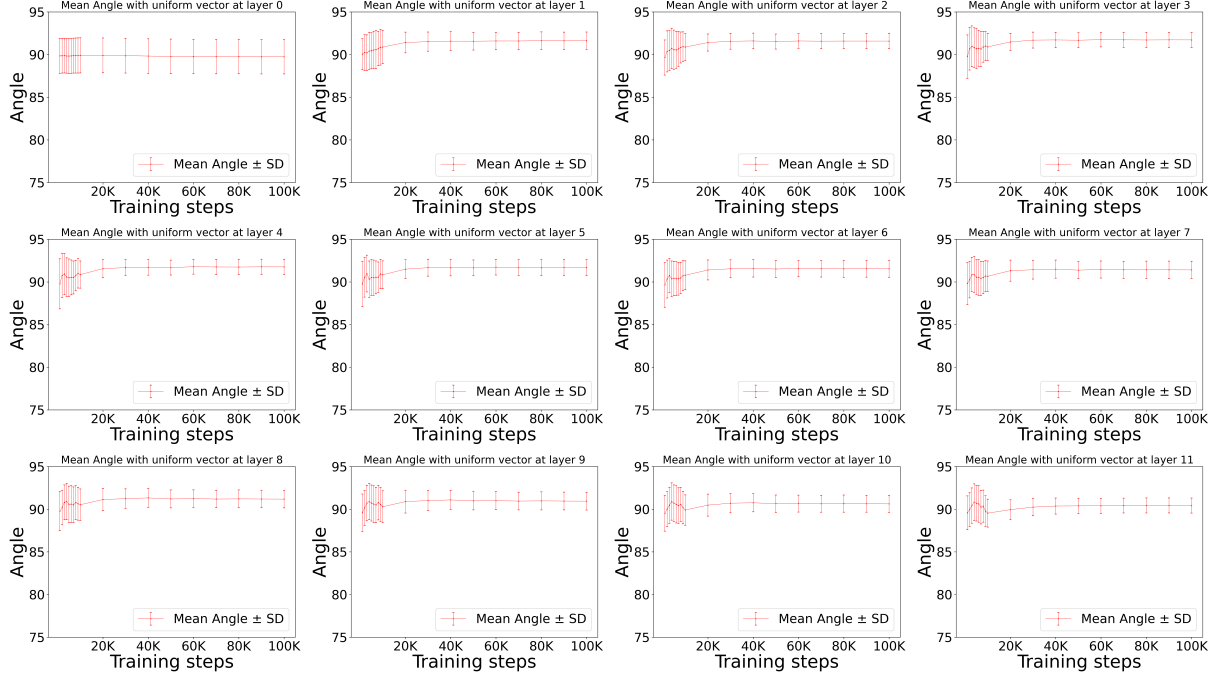 Mean Angle with uniform vector at layer 0
95
90
85
80
75
Angle
Mean Angle ± SD
20K 40K 60K 80K 100K
Training steps
Mean Angle with uniform vector at layer 1
95
90
85
80
75
Angle
Mean Angle ± SD
20K 40K 60K 80K 100K
Training steps
Mean Angle with uniform vector at layer 2
95
90
85
80
75
Angle
Mean Angle ± SD
20K 40K 60K 80K 100K
Training steps
Mean Angle with uniform vector at layer 3
95
90
85
80
75
Angle
Mean Angle ± SD
20K 40K 60K 80K 100K
Training steps
Mean Angle with uniform vector at layer 4
95
90
85
80
75
Angle
Mean Angle ± SD
20K 40K 60K 80K 100K
Training steps
Mean Angle with uniform vector at layer 5
95
90
85
80
75
Angle
Mean Angle ± SD
20K 40K 60K 80K 100K
Training steps
Mean Angle with uniform vector at layer 6
95
90
85
80
75
Angle
Mean Angle ± SD
20K 40K 60K 80K 100K
Training steps
Mean Angle with uniform vector at layer 7
95
90
85
80
75
Angle
Mean Angle ± SD
20K 40K 60K 80K 100K
Training steps
Mean Angle with uniform vector at layer 8
95
90
85
80
75
Angle
Mean Angle ± SD
20K 40K 60K 80K 100K
Training steps
Mean Angle with uniform vector at layer 9
95
90
85
80
75
Angle
Mean Angle ± SD
20K 40K 60K 80K 100K
Training steps
Mean Angle with uniform vector at layer 10
95
90
85
80
75
Angle
Mean Angle ± SD
20K 40K 60K 80K 100K
Training steps
Mean Angle with uniform vector at layer 11
95
90
85
80
75
Angle
Mean Angle ± SD
20K 40K 60K 80K 100K
Training steps